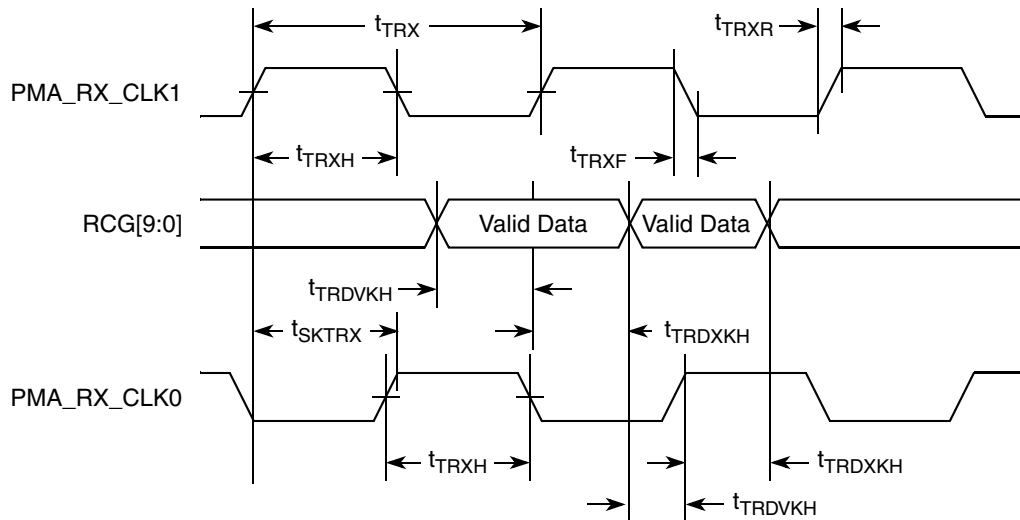 tTRX
tTRXR
PMA_RX_CLK1
tTRXH
tTRXF
RCG[9:0]
Valid Data
Valid Data
tTRDVKH
tSKTRX
tTRDXKH
PMA_RX_CLK0
tTRXH
tTRDXKH
tTRDVKH